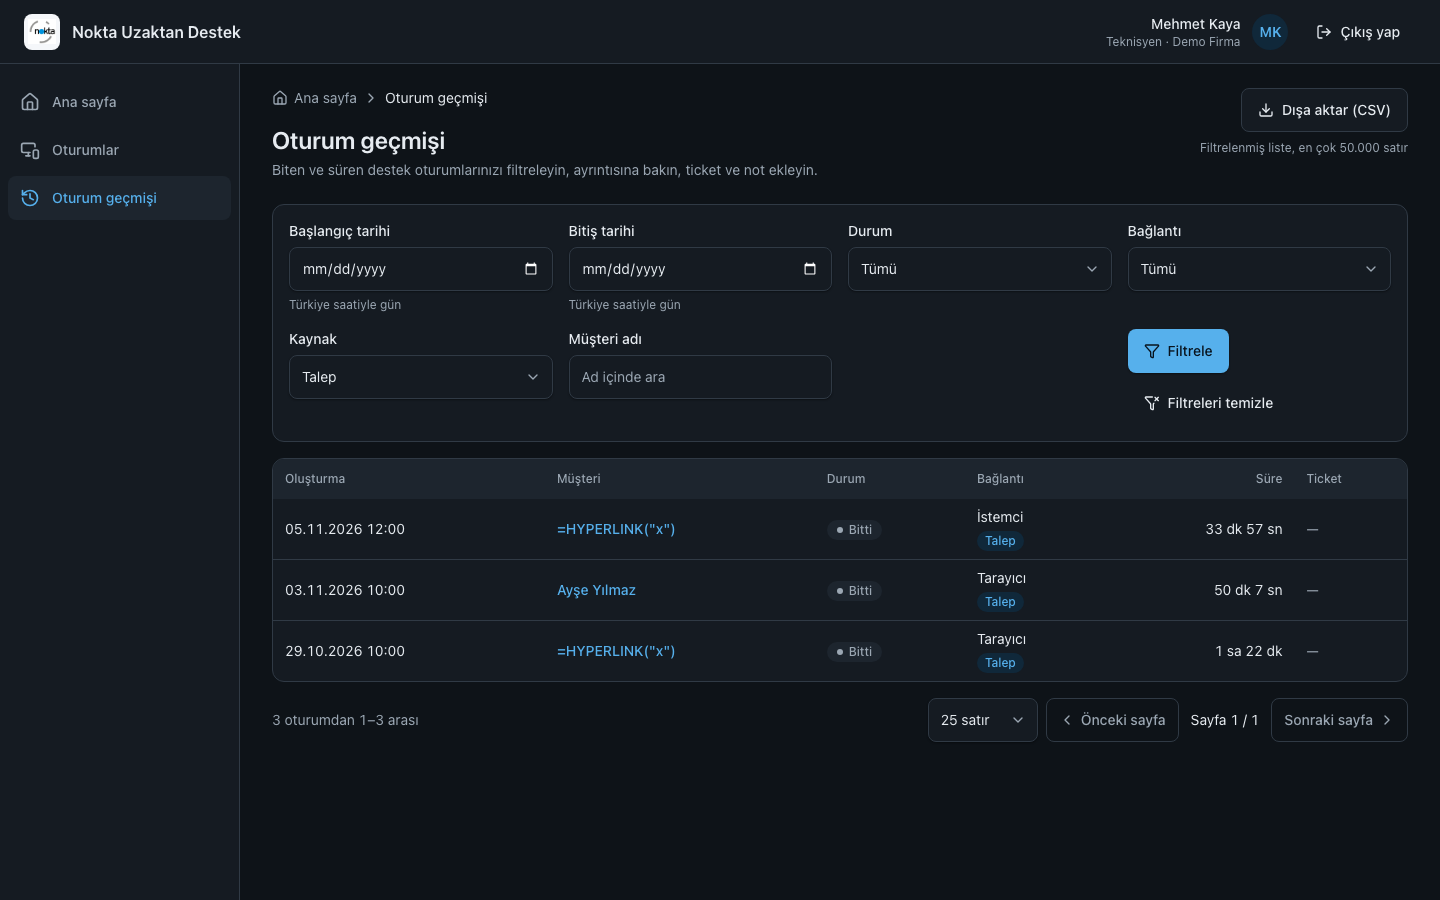 nokta
Nokta Uzaktan Destek
Mehmet Kaya
Teknisyen · Demo Firma
MK
Çıkış yap
Ana sayfa
Oturumlar
Oturum geçmişi
Ana sayfa > Oturum geçmişi
Dışa aktar (CSV)
Filtrelenmiş liste, en çok 50.000 satır
Oturum geçmişi
Biten ve süren destek oturumlarınızı filtreleyin, ayrıntısına bakın, ticket ve not ekleyin.
Başlangıç tarihi Bitiş tarihi Durum Bağlantı
mm/dd/yyyy mm/dd/yyyy Tümü Tümü
Türkiye saatiyle gün Türkiye saatiyle gün
Kaynak Müşteri adı
Talep Ad içinde ara
Filtrele
Filtreleri temizle
Oluşturma Müşteri Durum Bağlantı Süre Ticket
05.11.2026 12:00 =HYPERLINK("x") Bitti İstemci Talep 33 dk 57 sn —
03.11.2026 10:00 Ayşe Yılmaz Bitti Tarayıcı Talep 50 dk 7 sn —
29.10.2026 10:00 =HYPERLINK("x") Bitti Tarayıcı Talep 1 sa 22 dk —
3 oturumdan 1–3 arası 25 satır Önceki sayfa Sayfa 1 / 1 Sonraki sayfa